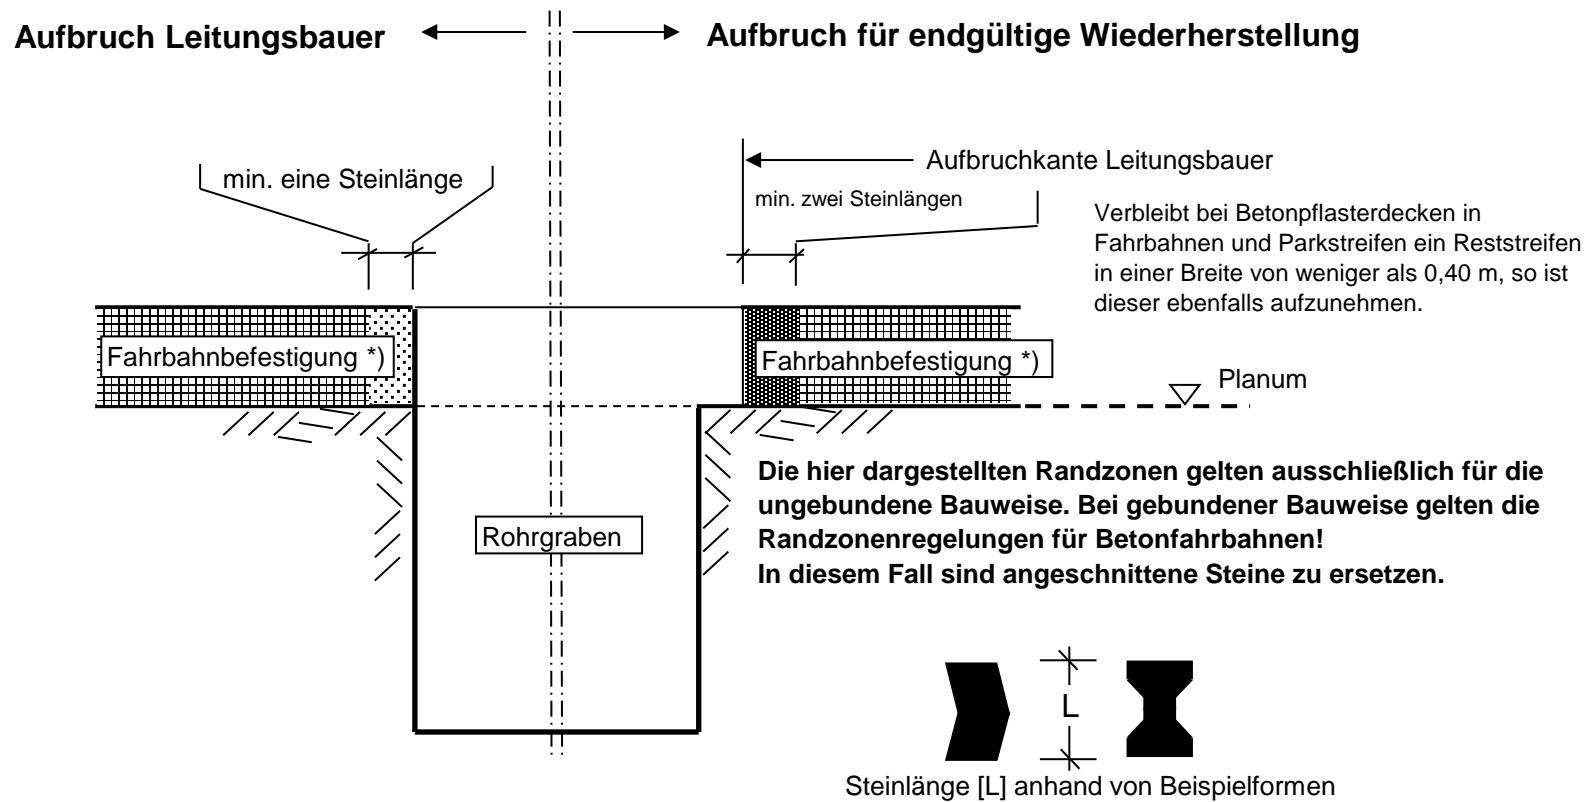 Aufbruch Leitungsbauer
Aufbruch für endgültige Wiederherstellung
min. eine Steinlänge
Aufbruchkante Leitungsbauer
min. zwei Steinlängen
Verbleibt bei Betonpflasterdecken in
Fahrbahnen und Parkstreifen ein Reststreifen
in einer Breite von weniger als 0,40 m, so ist
dieser ebenfalls aufzunehmen.
Fahrbahnbefestigung *)
Fahrbahnbefestigung *)
Planum
Die hier dargestellten Randzonen gelten ausschließlich für die
ungebundene Bauweise. Bei gebundener Bauweise gelten die
Randzonenregelungen für Betonfahrbahnen!
In diesem Fall sind angeschnittene Steine zu ersetzen.
Rohrgraben
L
Steinlänge [L] anhand von Beispielformen